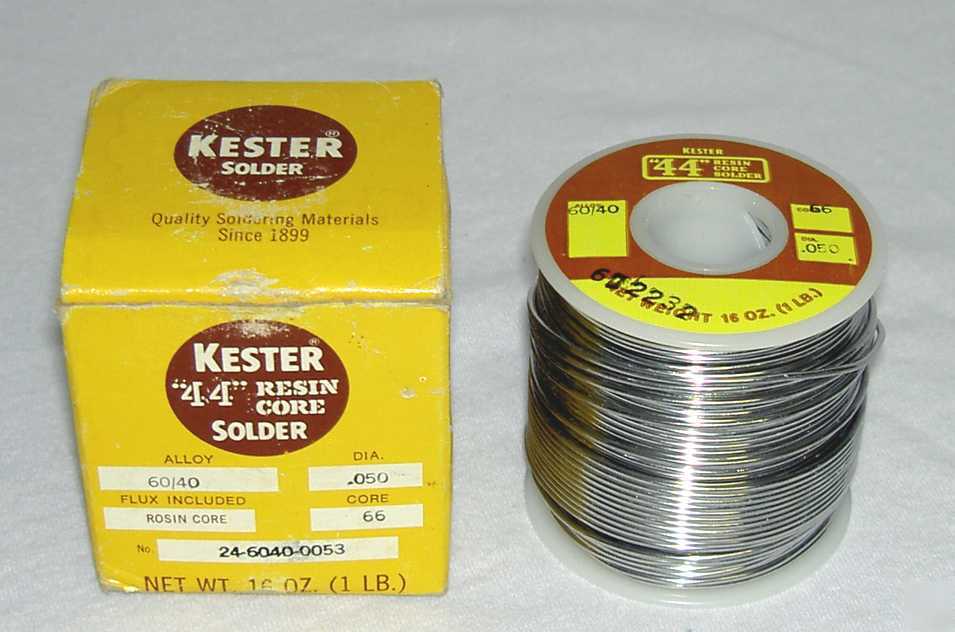 KESTER®
SOLDER
Quality Soldering Materials
Since 1899
KESTER®
"44" RESIN
CORE
SOLDER
ALLOY DIA.
60/40 .050
FLUX INCLUDED CORE
ROSIN CORE 66
No. 24-6040-0053
NET WT. 16 OZ. (1 LB.)
KESTER
"44" RESIN
CORE
SOLDER
60/40 66
DIA.
.050
NET WEIGHT 16 OZ. (1 LB.)